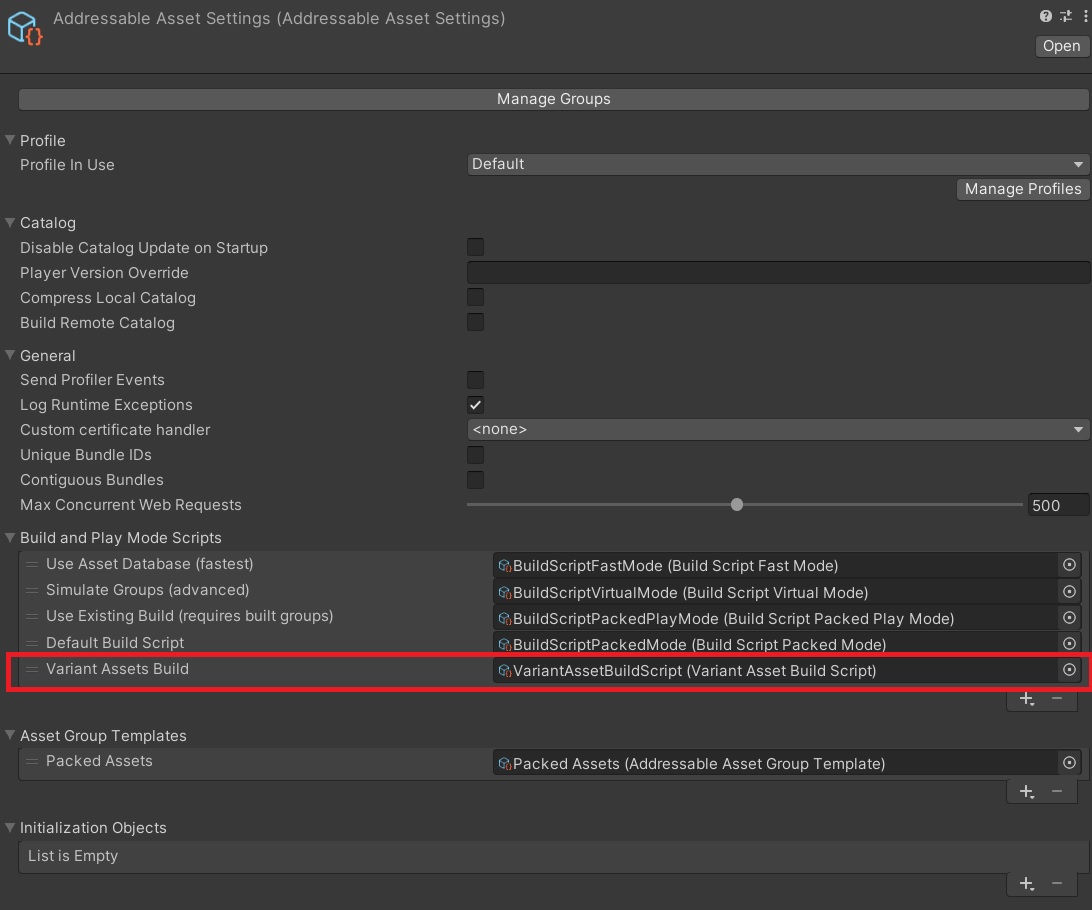 Addressable Asset Settings (Addressable Asset Settings)
Open
Manage Groups
Profile
Profile In Use Default
Manage Profiles
Catalog
Disable Catalog Update on Startup
Player Version Override
Compress Local Catalog
Build Remote Catalog
General
Send Profiler Events
Log Runtime Exceptions
Custom certificate handler <none>
Unique Bundle IDs
Contiguous Bundles
Max Concurrent Web Requests 500
Build and Play Mode Scripts
Use Asset Database (fastest) BuildScriptFastMode (Build Script Fast Mode)
Simulate Groups (advanced) BuildScriptVirtualMode (Build Script Virtual Mode)
Use Existing Build (requires built groups) BuildScriptPackedPlayMode (Build Script Packed Play Mode)
Default Build Script BuildScriptPackedMode (Build Script Packed Mode)
Variant Assets Build VariantAssetBuildScript (Variant Asset Build Script)
Asset Group Templates
Packed Assets Packed Assets (Addressable Asset Group Template)
Initialization Objects
List is Empty